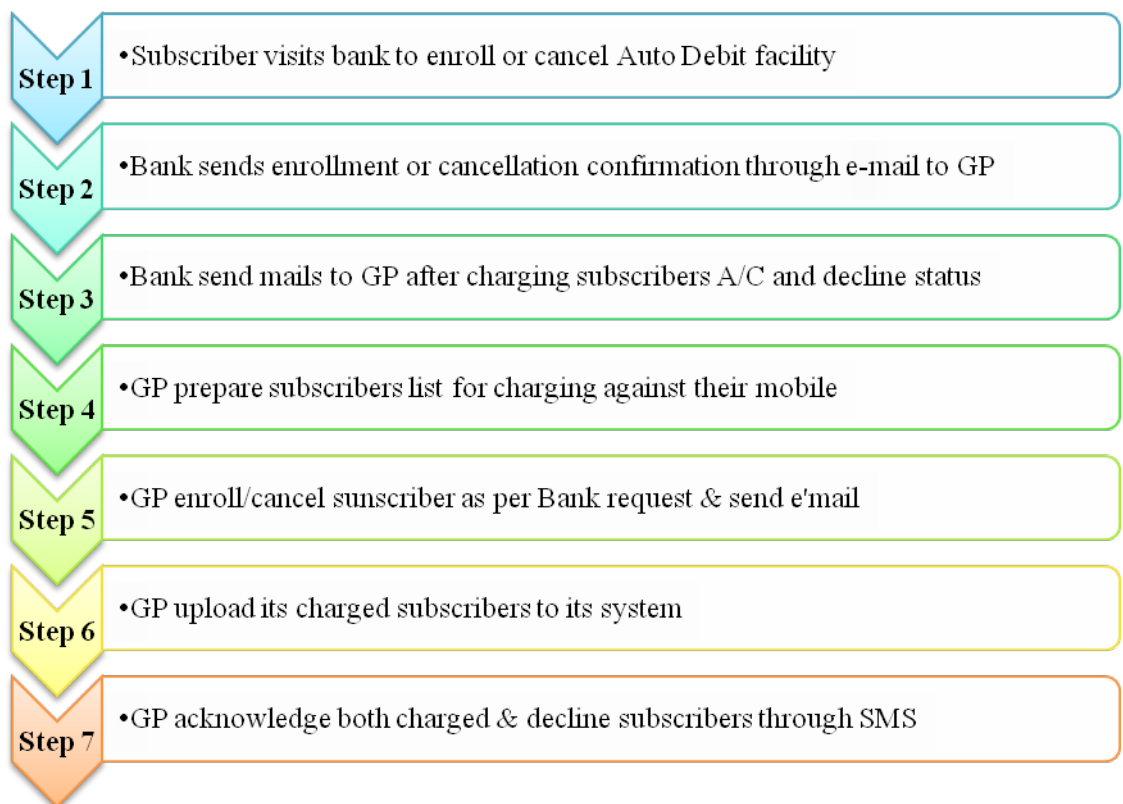 Step 1
•Subscriber visits bank to enroll or cancel Auto Debit facility
Step 2
•Bank sends enrollment or cancellation confirmation through e-mail to GP
Step 3
•Bank send mails to GP after charging subscribers A/C and decline status
Step 4
•GP prepare subscribers list for charging against their mobile
Step 5
•GP enroll/cancel sunscriber as per Bank request & send e'mail
Step 6
•GP upload its charged subscribers to its system
Step 7
•GP acknowledge both charged & decline subscribers through SMS